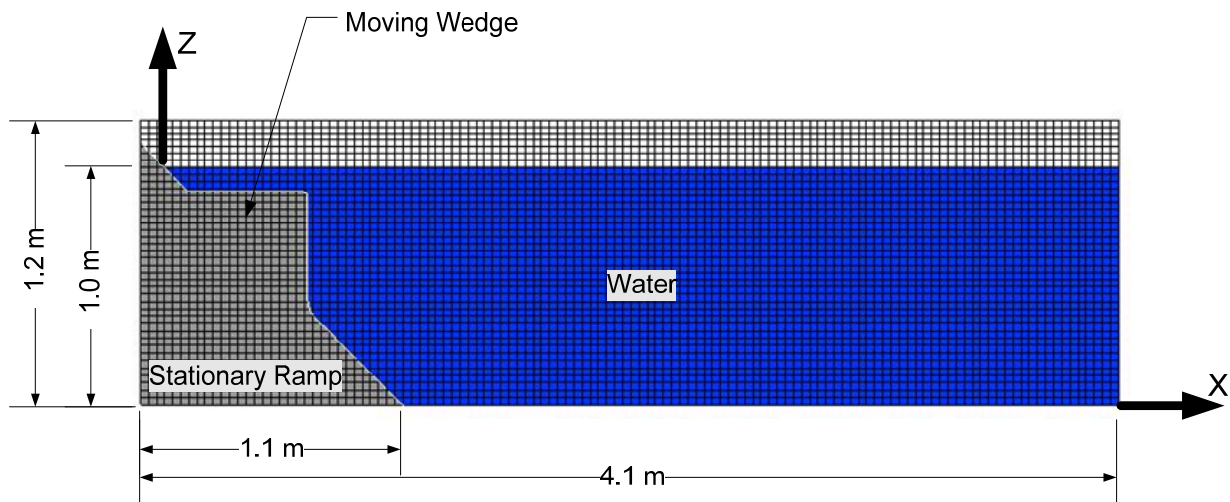 Moving Wedge
Z
1.2 m
1.0 m
Water
Stationary Ramp
X
1.1 m
4.1 m